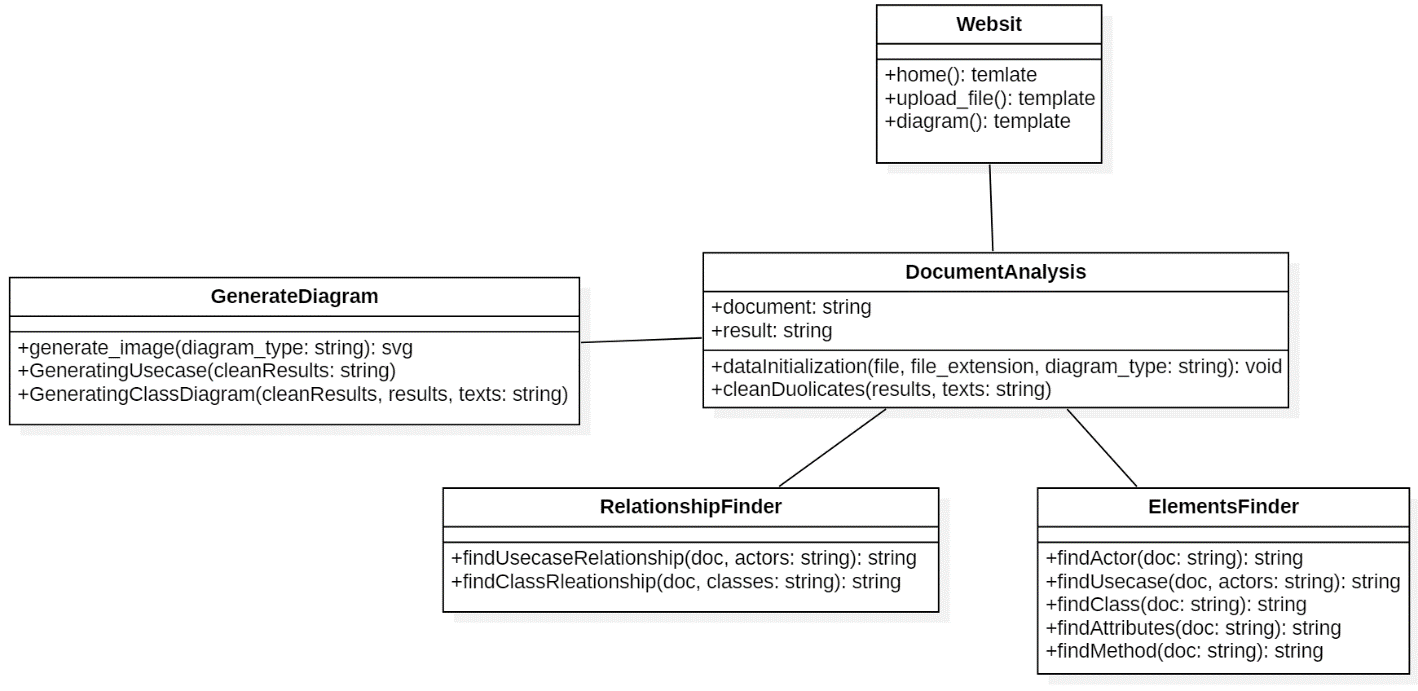 Websit
+home(): temlate
+upload_file(): template
+diagram(): template
DocumentAnalysis
+document: string
+result: string
+dataInitialization(file, file_extension, diagram_type: string): void
+cleanDuolicates(results, texts: string)
GenerateDiagram
+generate_image(diagram_type: string): svg
+GeneratingUsecase(cleanResults: string)
+GeneratingClassDiagram(cleanResults, results, texts: string)
RelationshipFinder
+findUsecaseRelationship(doc, actors: string): string
+findClassRleationship(doc, classes: string): string
ElementsFinder
+findActor(doc: string): string
+findUsecase(doc, actors: string): string
+findClass(doc: string): string
+findAttributes(doc: string): string
+findMethod(doc: string): string